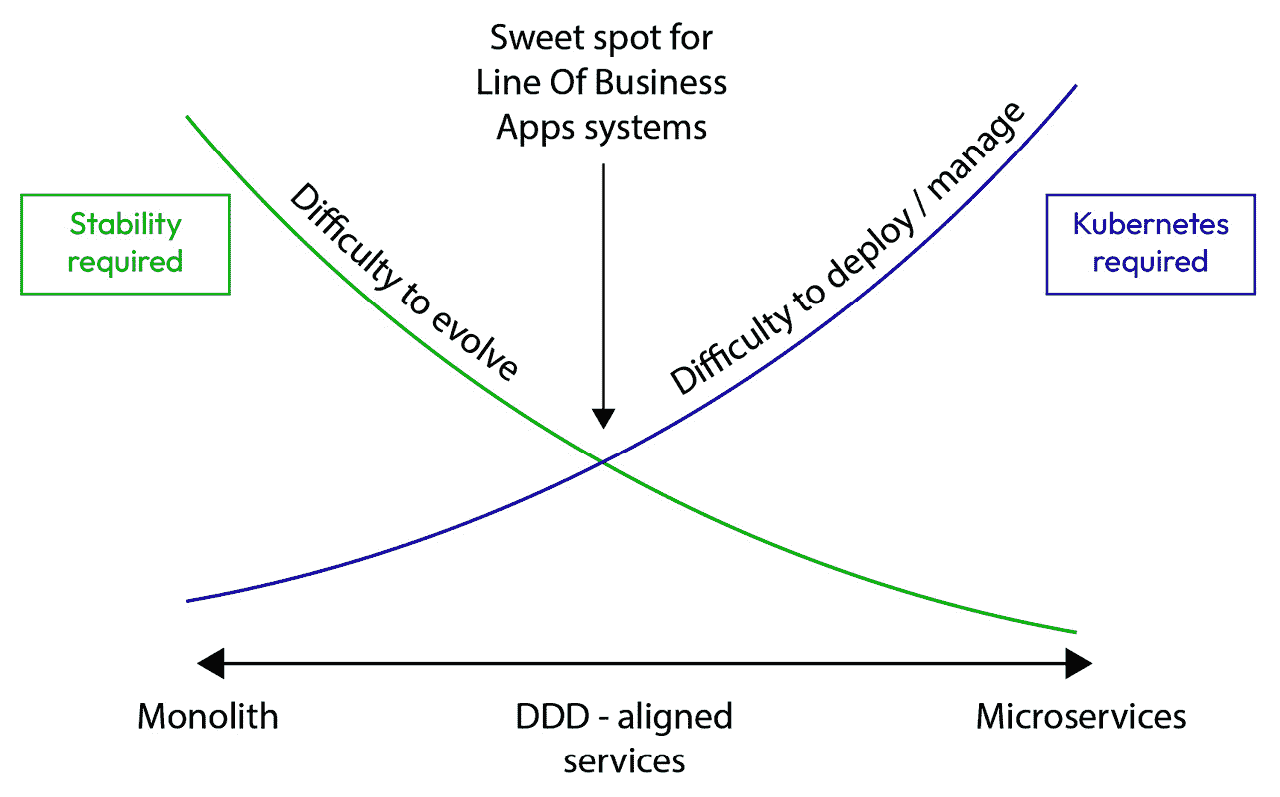 Sweet spot for
Line Of Business
Apps systems
Difficulty to evolve
Difficulty to deploy / manage
Stability
required
Kubernetes
required
Monolith
DDD - aligned
services
Microservices